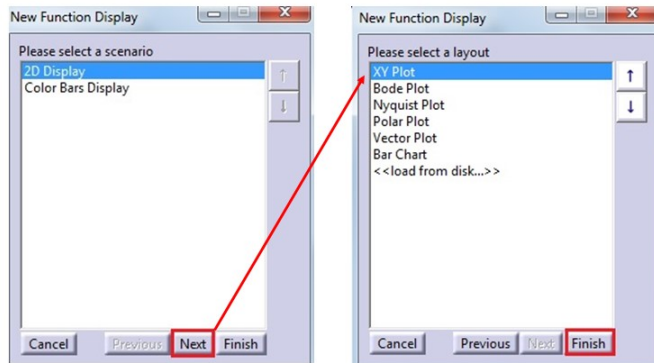 New Function Display
Please select a scenario
2D Display
Color Bars Display
Cancel Previous Next Finish
New Function Display
Please select a layout
XY Plot
Bode Plot
Nyquist Plot
Polar Plot
Vector Plot
Bar Chart
<<load from disk...>>
Cancel Previous Next Finish